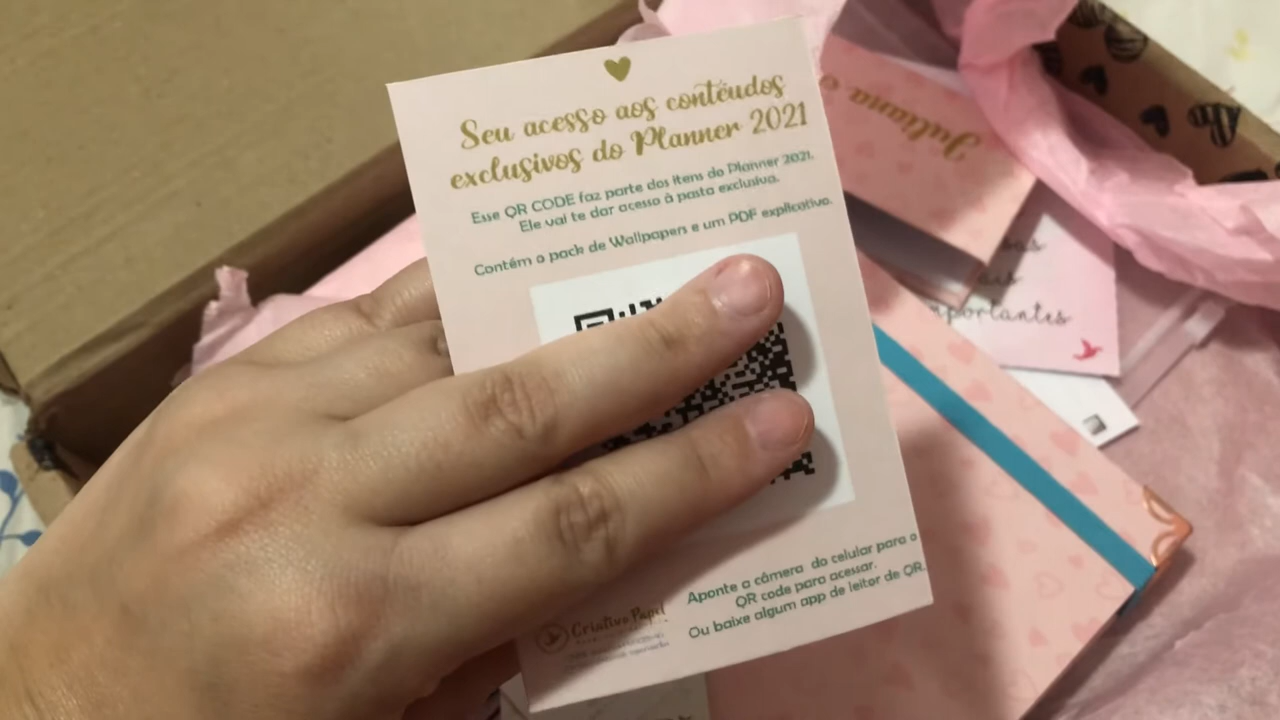 Seu acesso aos contéudos
exclusivos do Planner 2021
Esse QR CODE faz parte dos itens do Planner 2021.
Ele vai te dar acesso à pasta exclusiva.
Contém o pack de Wallpapers e um PDF explicativo.
Aponte a câmera do celular para o
QR code para acessar.
Ou baixe algum app de leitor de QR.
Criativo Papel
Juliana e
mportantes